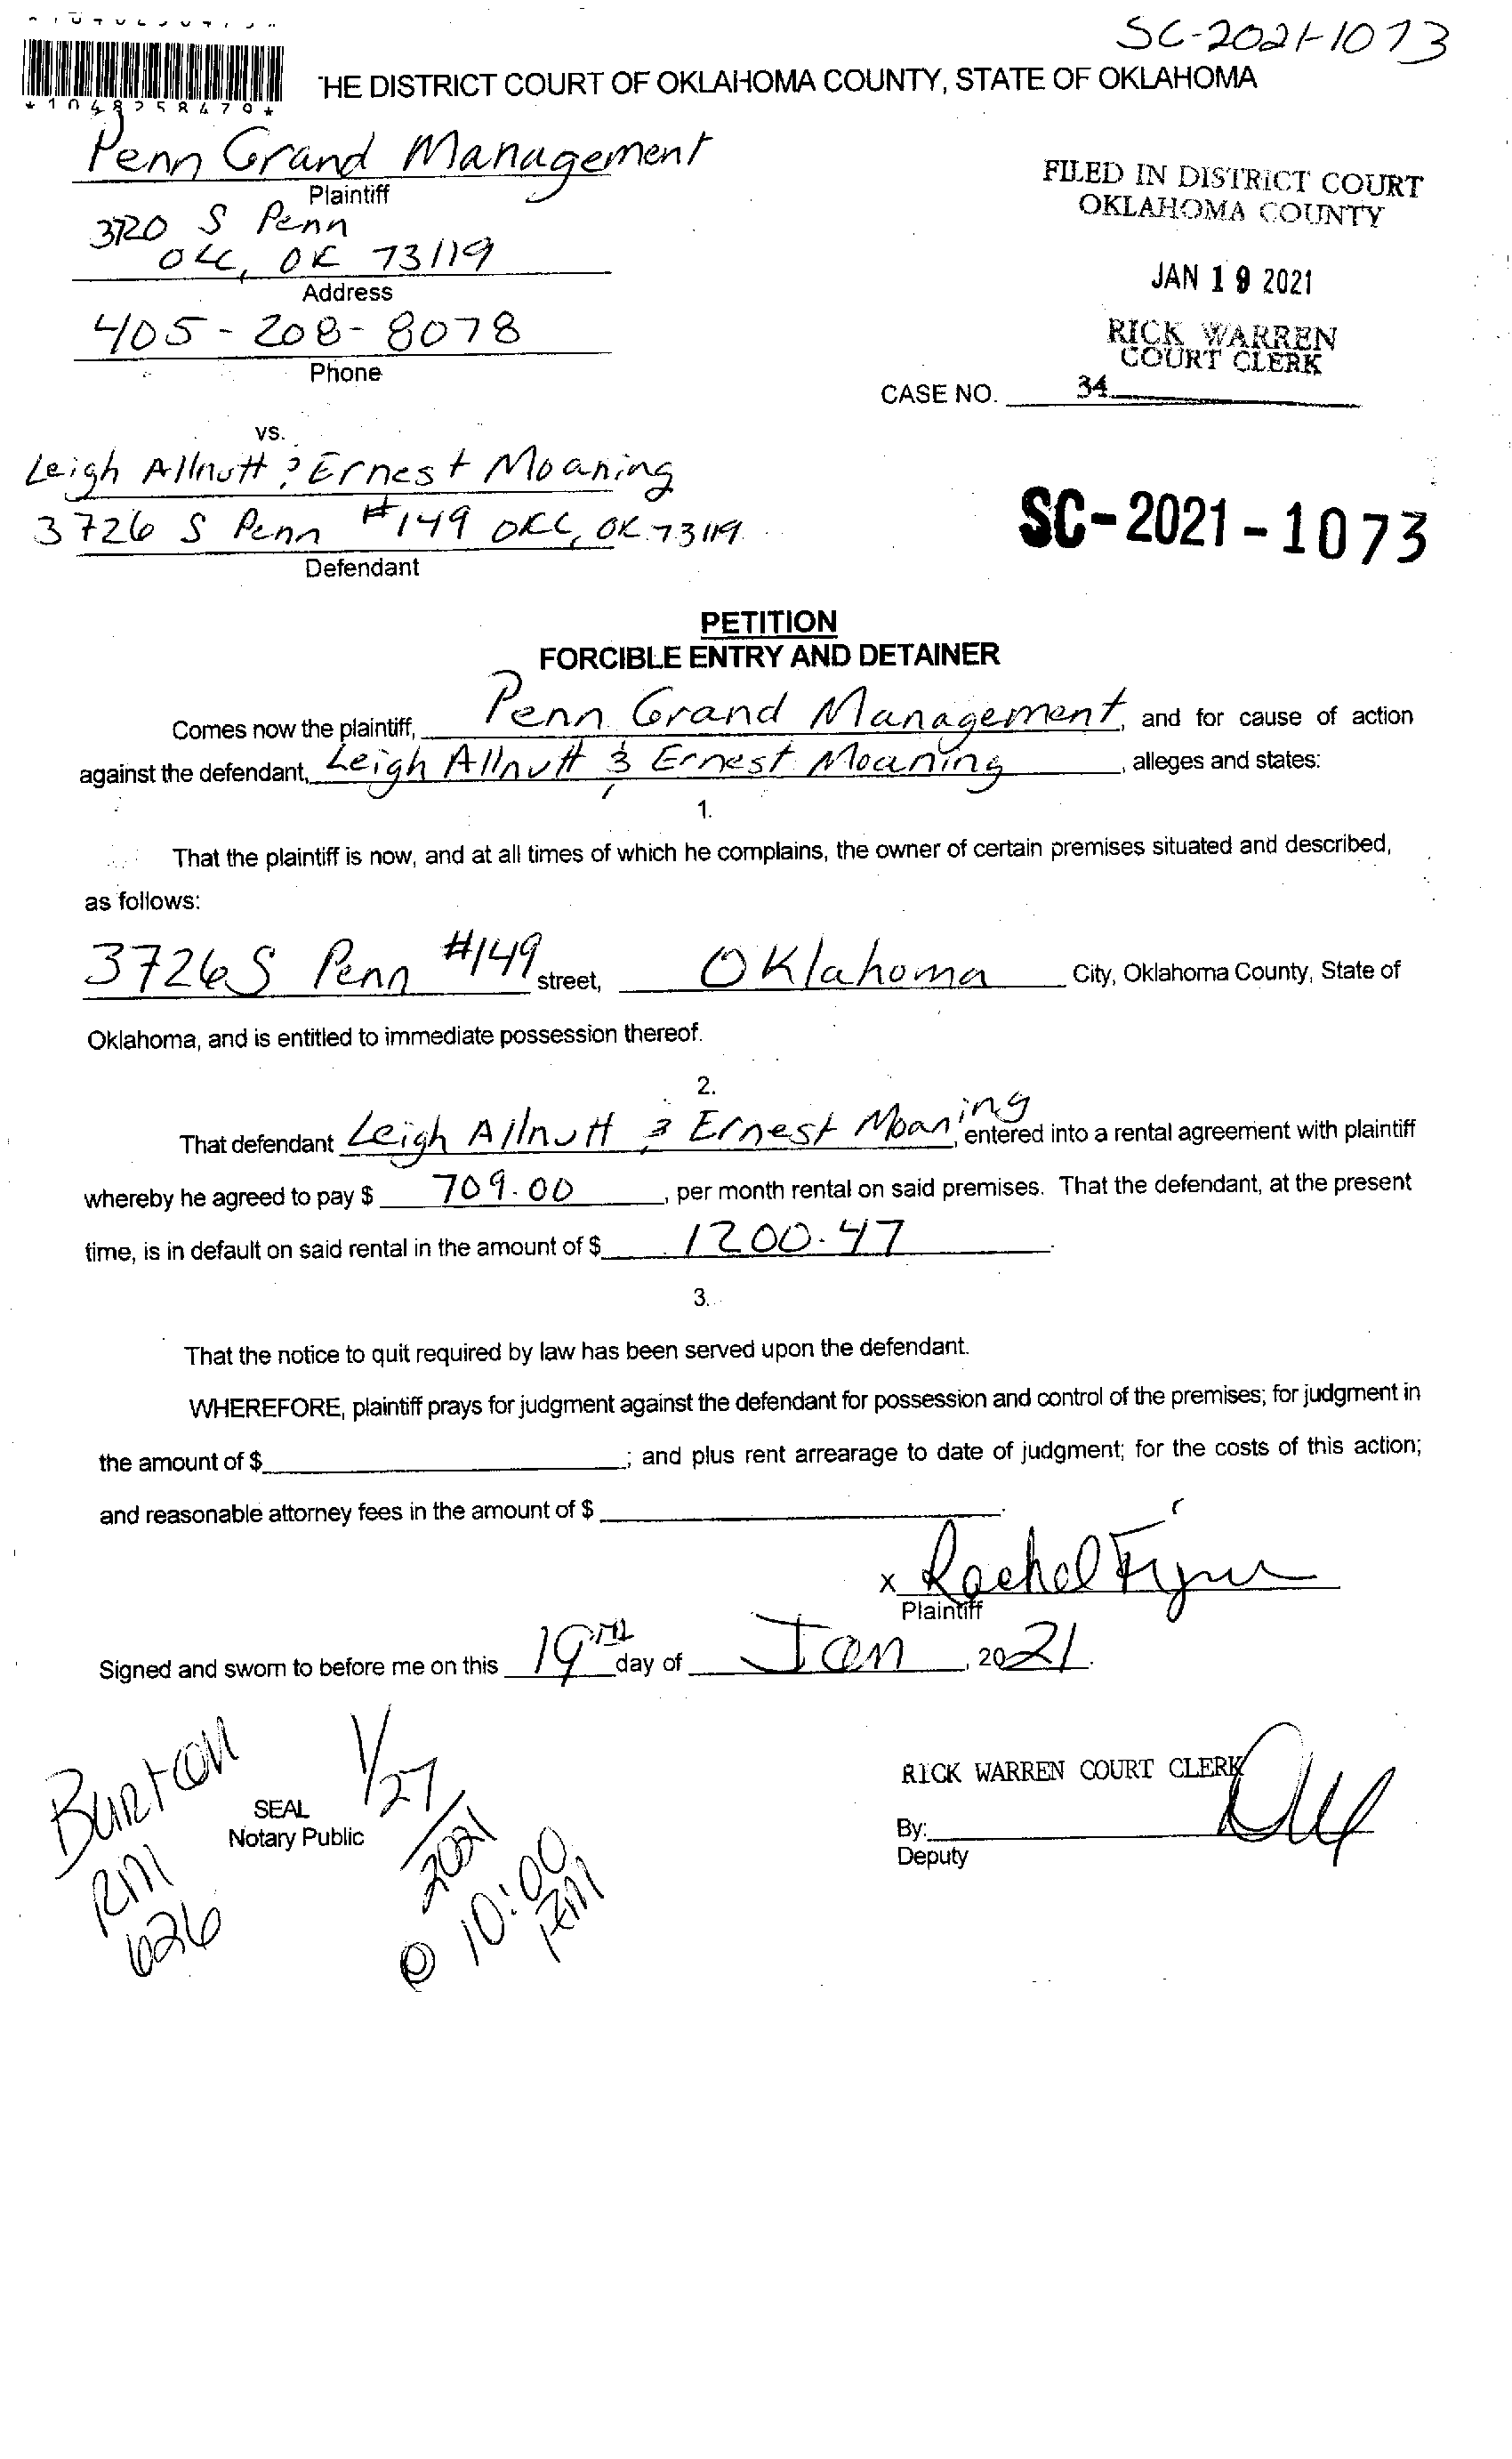 SC-2021-1073
*1048258479*
HE DISTRICT COURT OF OKLAHOMA COUNTY, STATE OF OKLAHOMA
Penn Grand Management
Plaintiff
FILED IN DISTRICT COURT
OKLAHOMA COUNTY
3720 S Penn
OKC, OK 73119
Address
JAN 19 2021
405-208-8078
Phone
RICK WARREN
COURT CLERK
CASE NO. 34
vs.
Leigh Allnutt & Ernest Moaning
3726 S Penn #149 OKC, OK 73119
Defendant
SC-2021-1073
PETITION
FORCIBLE ENTRY AND DETAINER
Comes now the plaintiff, Penn Grand Management, and for cause of action
against the defendant, Leigh Allnutt & Ernest Moaning, alleges and states:
1.
That the plaintiff is now, and at all times of which he complains, the owner of certain premises situated and described,
as follows:
3726 S Penn #149 street, Oklahoma City, Oklahoma County, State of
Oklahoma, and is entitled to immediate possession thereof.
2.
That defendant Leigh Allnutt & Ernest Moaning, entered into a rental agreement with plaintiff
whereby he agreed to pay $ 709.00, per month rental on said premises. That the defendant, at the present
time, is in default on said rental in the amount of $ 1200.47.
3.
That the notice to quit required by law has been served upon the defendant.
WHEREFORE, plaintiff prays for judgment against the defendant for possession and control of the premises; for judgment in
the amount of $ ; and plus rent arrearage to date of judgment; for the costs of this action;
and reasonable attorney fees in the amount of $ .
x Rachel
Plaintiff
Signed and sworn to before me on this 19TH day of Jan, 2021.
Burton
RM
626
1/27/2021
@ 10:00
AM
SEAL
Notary Public
RICK WARREN COURT CLERK
By:
Deputy